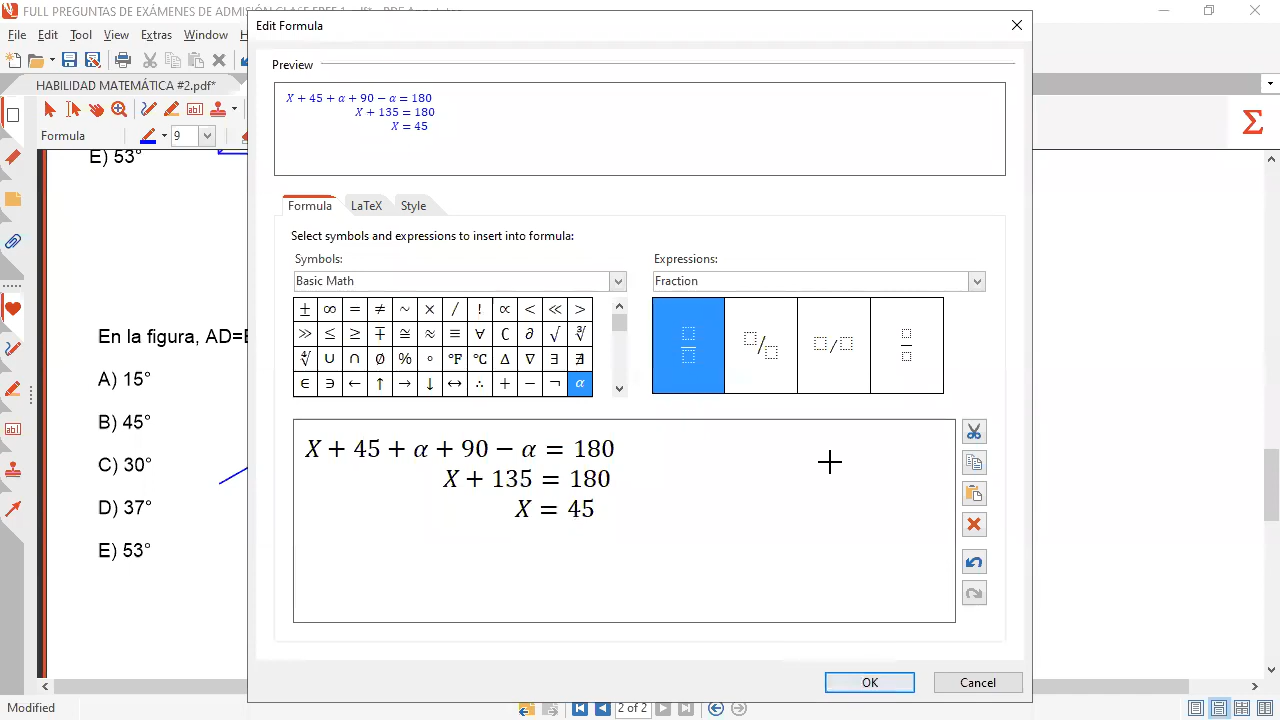 FULL PREGUNTAS DE EXÁMENES DE ADMISIÓN CLASE FREE 1
Edit Formula
File Edit Tool View Extras Window
HABILIDAD MATEMÁTICA #2.pdf*
Formula 9
E) 53°
En la figura, AD=
A) 15°
B) 45°
C) 30°
D) 37°
E) 53°
Preview
X + 45 + α + 90 − α = 180
X + 135 = 180
X = 45
Formula LaTeX Style
Select symbols and expressions to insert into formula:
Symbols: Expressions:
Basic Math Fraction
± ∞ = ≠ ~ × / ! ∝ < ≪ >
≫ ≤ ≥ ∓ ≅ ≈ ≡ ∀ ∁ ∂ √ ∛
∜ ∪ ∩ ∅ % ° °F °C ∆ ∇ ∃ ∄
∈ ∋ ← ↑ → ↓ ↔ ∴ + − ¬ α
X + 45 + α + 90 − α = 180
X + 135 = 180
X = 45
OK Cancel
Modified 2 of 2